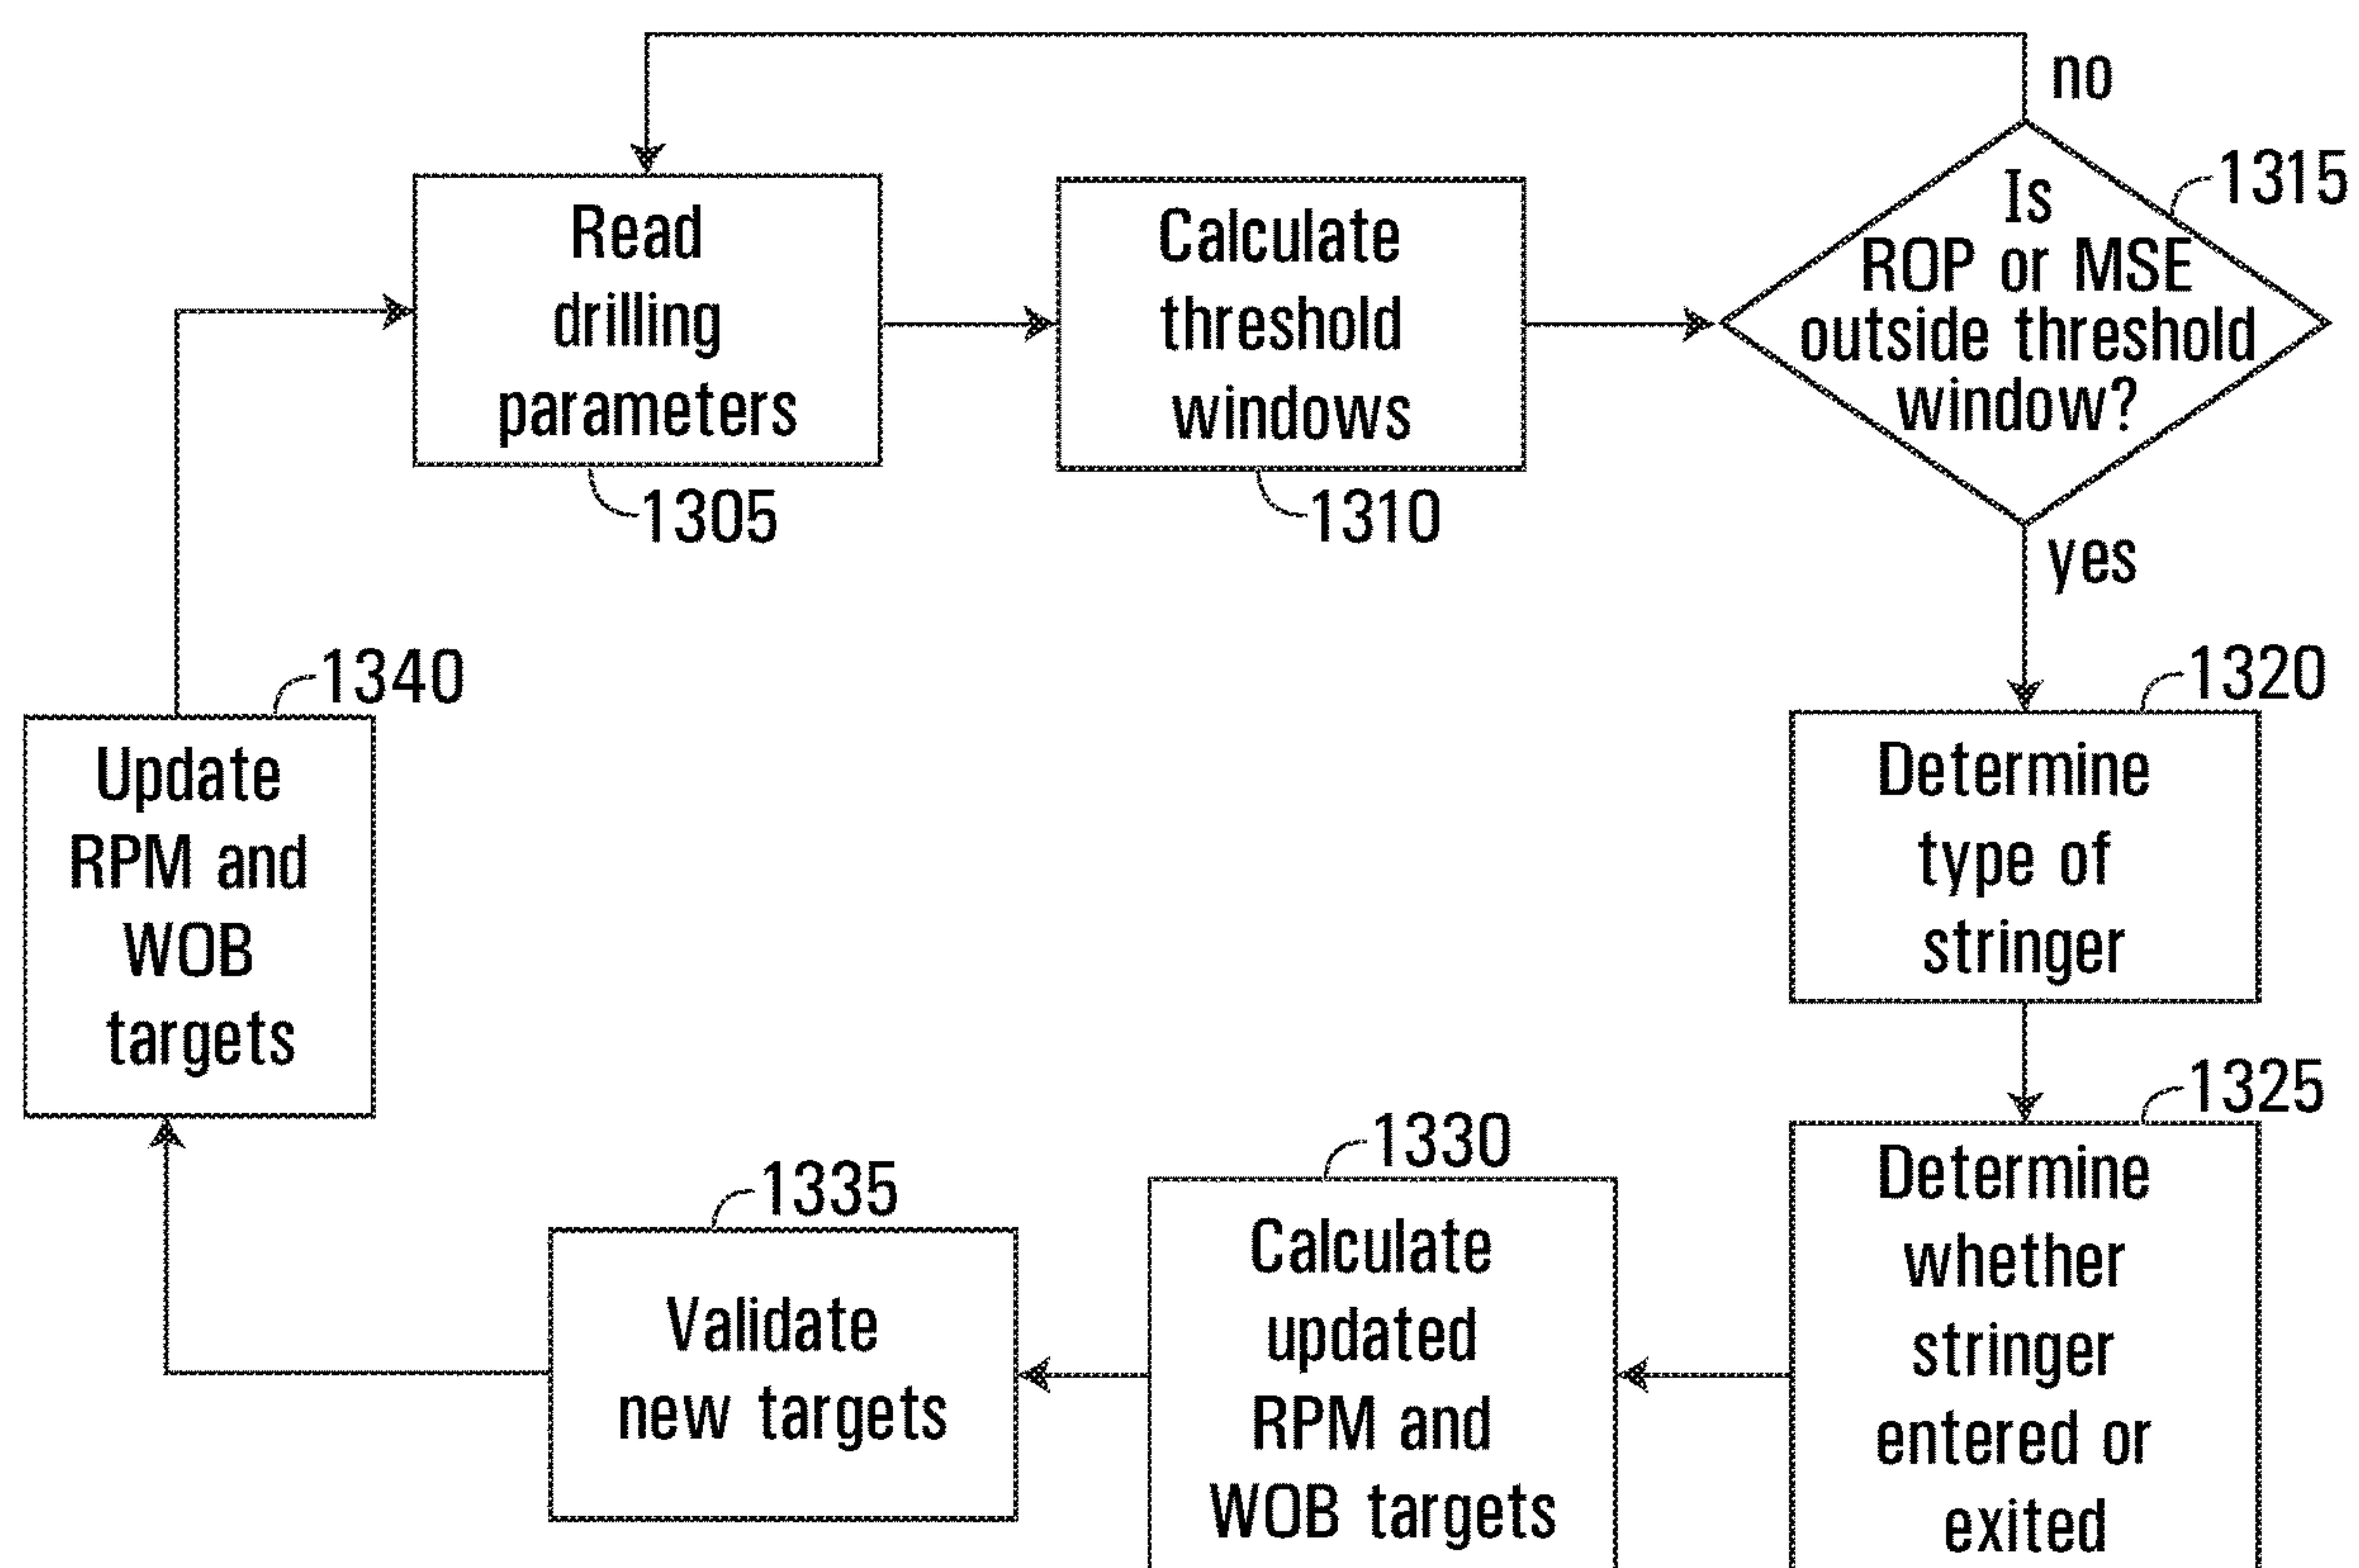 no
Is
ROP or MSE
outside threshold
window?
1315
Read
drilling
parameters
1305
Calculate
threshold
windows
1310
yes
1320
Determine
type of
stringer
1325
Determine
whether
stringer
entered or
exited
1330
Calculate
updated
RPM and
WOB targets
1335
Validate
new targets
1340
Update
RPM and
WOB
targets